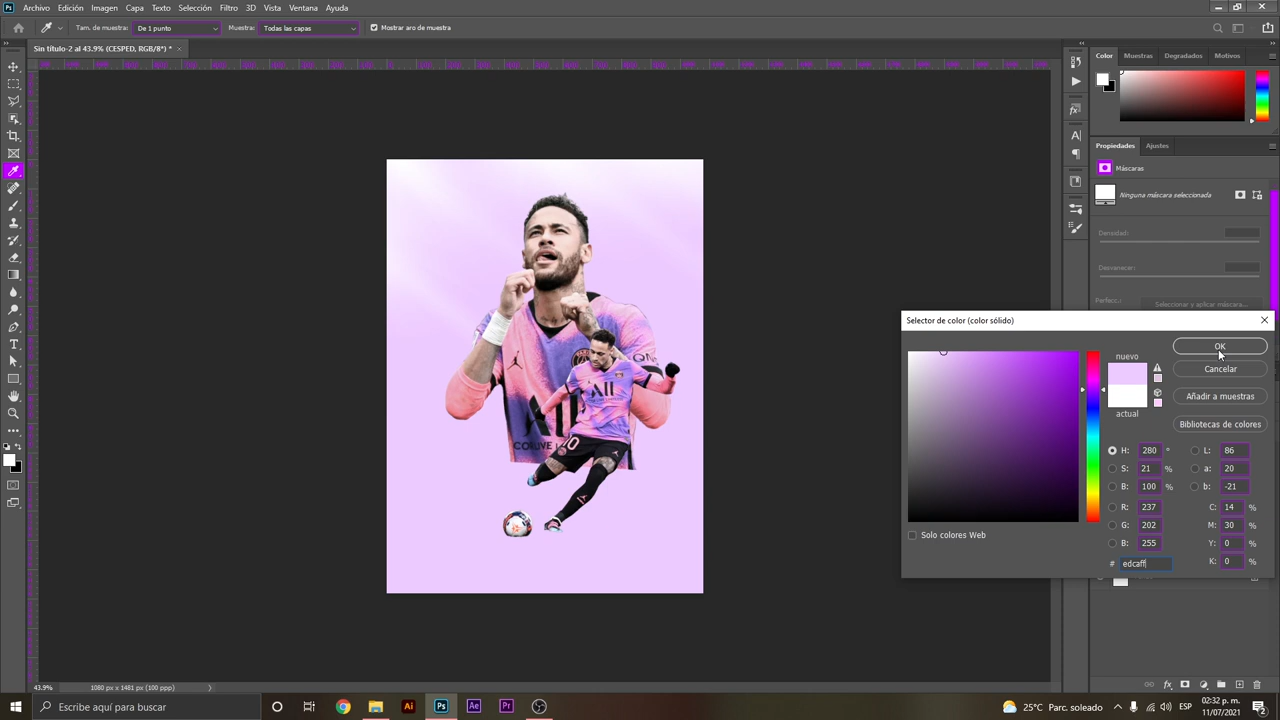 Archivo Edición Imagen Capa Texto Selección Filtro 3D Vista Ventana Ayuda
Tam. de muestra: De 1 punto Muestra: Todas las capas Mostrar aro de muestra
Sin título-2 al 43.9% (CESPED, RGB/8*) *
Color Muestras Degradados Motivos
Propiedades Ajustes
Máscaras
Ninguna máscara seleccionada
Densidad:
Desvanecer:
Perfecc.: Seleccionar y aplicar máscara...
Selector de color (color sólido)
nuevo
actual
OK
Cancelar
Añadir a muestras
Bibliotecas de colores
H: 280 ° L: 86
S: 21 % a: 20
B: 100 % b: -21
R: 237 C: 14 %
G: 202 M: 30 %
B: 255 Y: 0 %
# edcaff K: 0 %
Solo colores Web
43.9% 1080 px x 1481 px (100 ppp)
Escribe aquí para buscar
25°C Parc. soleado
ESP
02:32 p. m.
11/07/2021